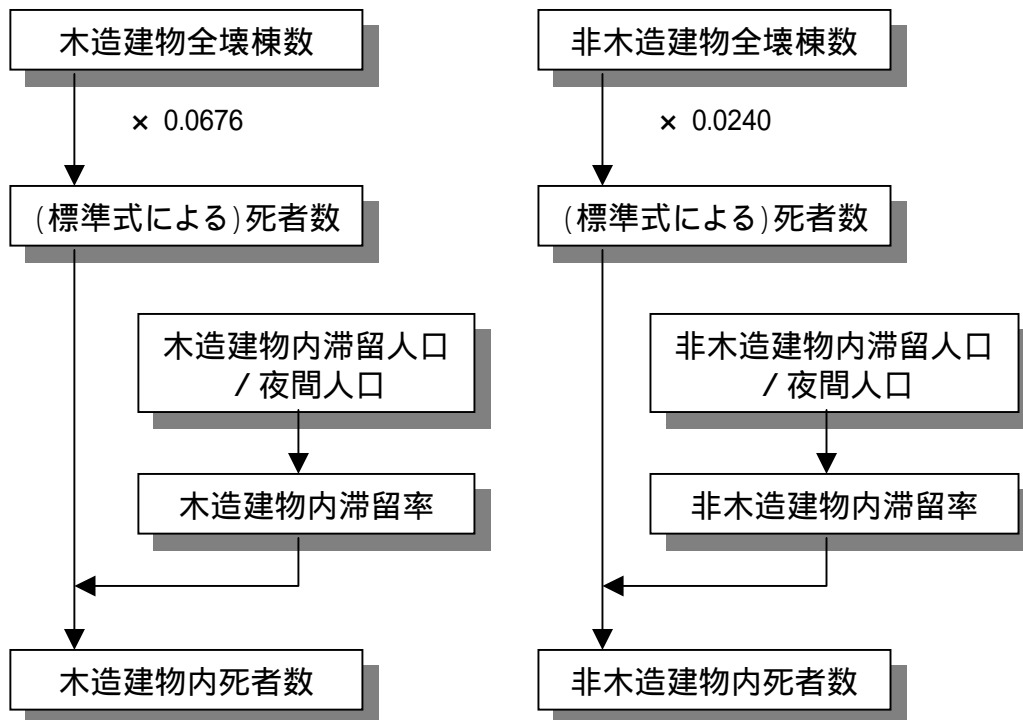 木造建物全壊棟数
× 0.0676
(標準式による)死者数
木造建物内滞留人口
/ 夜間人口
木造建物内滞留率
木造建物内死者数
非木造建物全壊棟数
× 0.0240
(標準式による)死者数
非木造建物内滞留人口
/ 夜間人口
非木造建物内滞留率
非木造建物内死者数